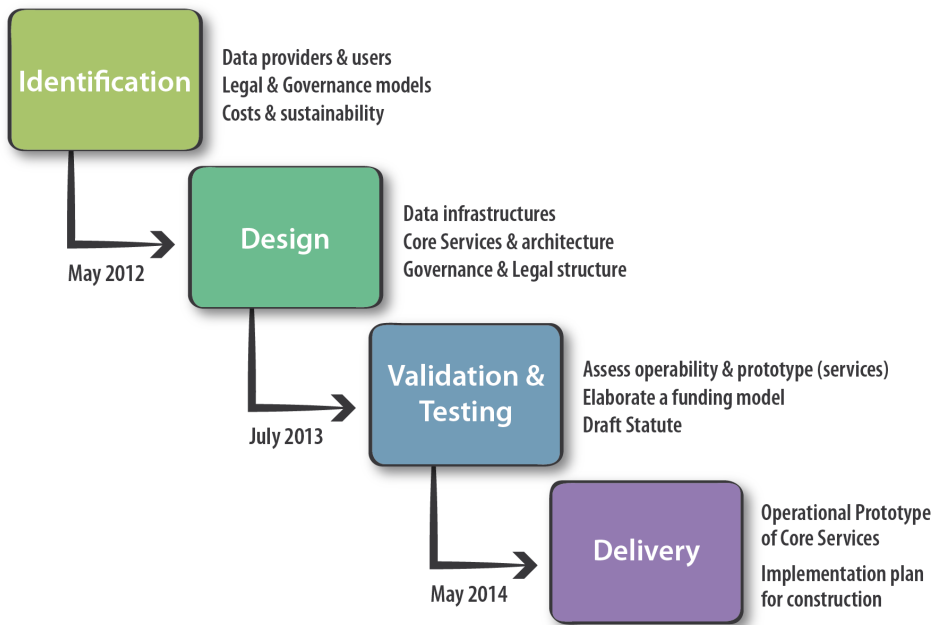 Identification
Data providers & users
Legal & Governance models
Costs & sustainability
May 2012
Design
Data infrastructures
Core Services & architecture
Governance & Legal structure
July 2013
Validation &
Testing
Assess operability & prototype (services)
Elaborate a funding model
Draft Statute
May 2014
Delivery
Operational Prototype
of Core Services
Implementation plan
for construction